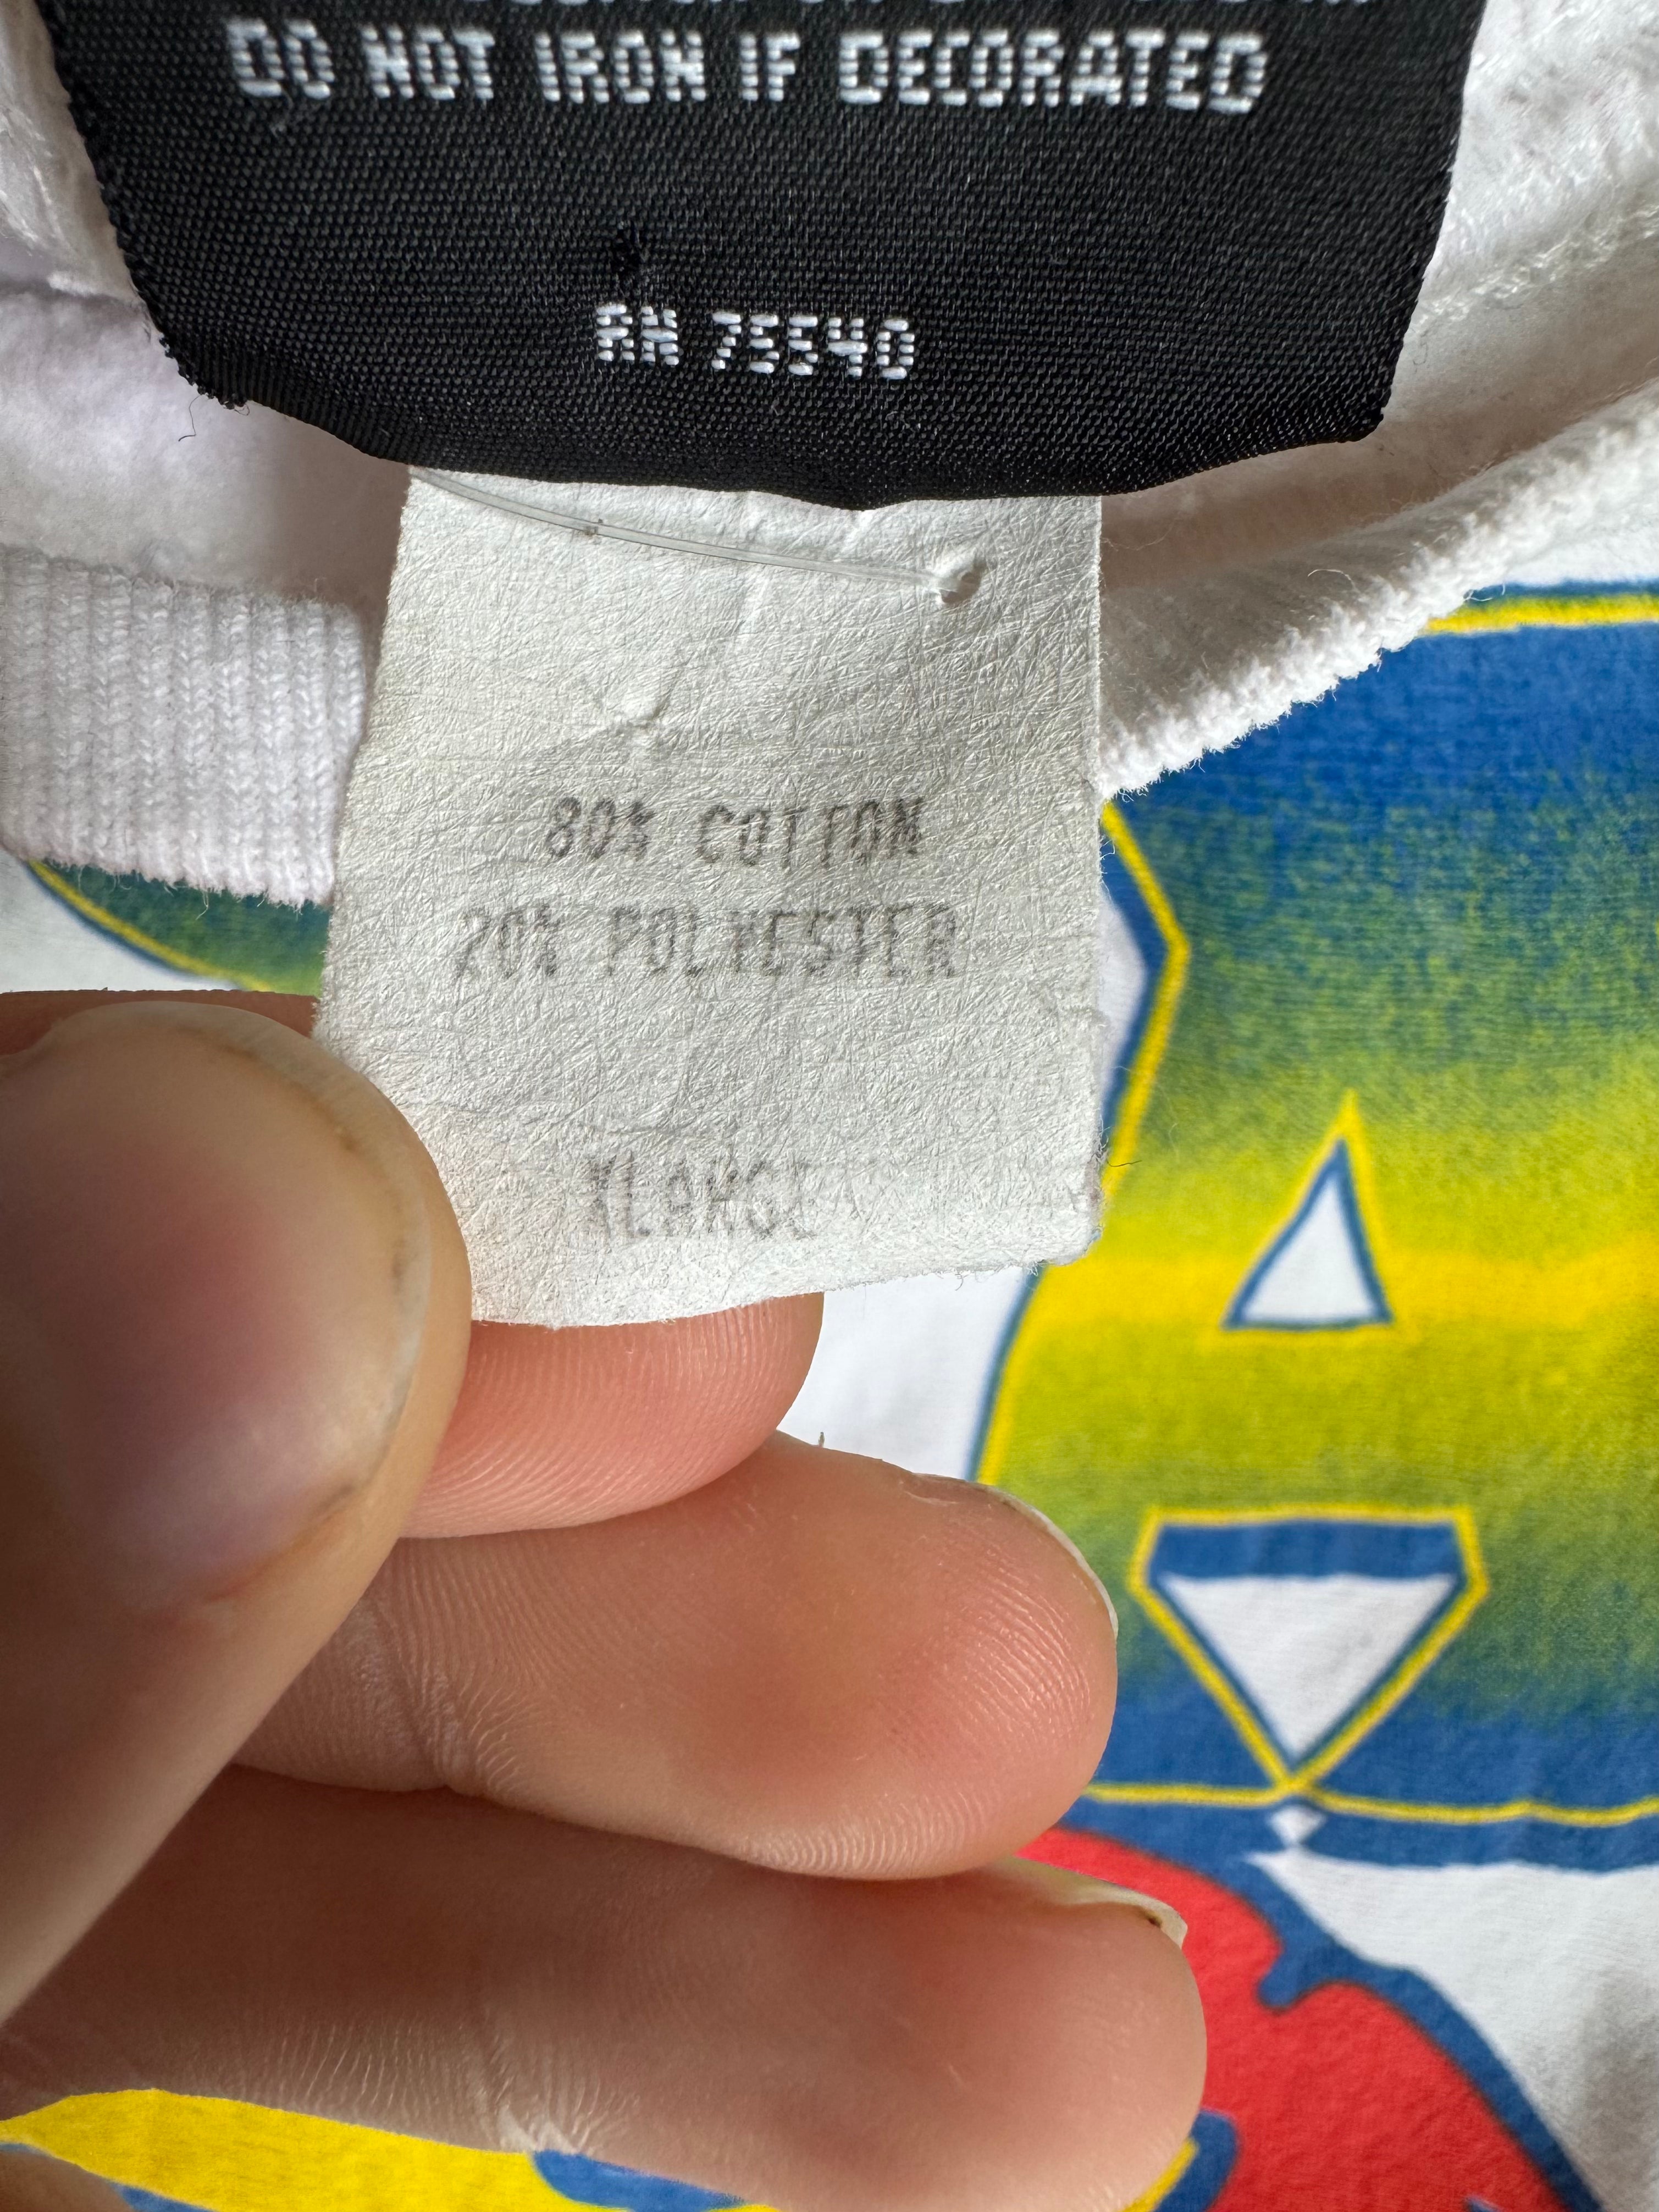 DO NOT IRON IF DECORATED
RN 75540
80% COTTON
20% POLYESTER
XLARGE